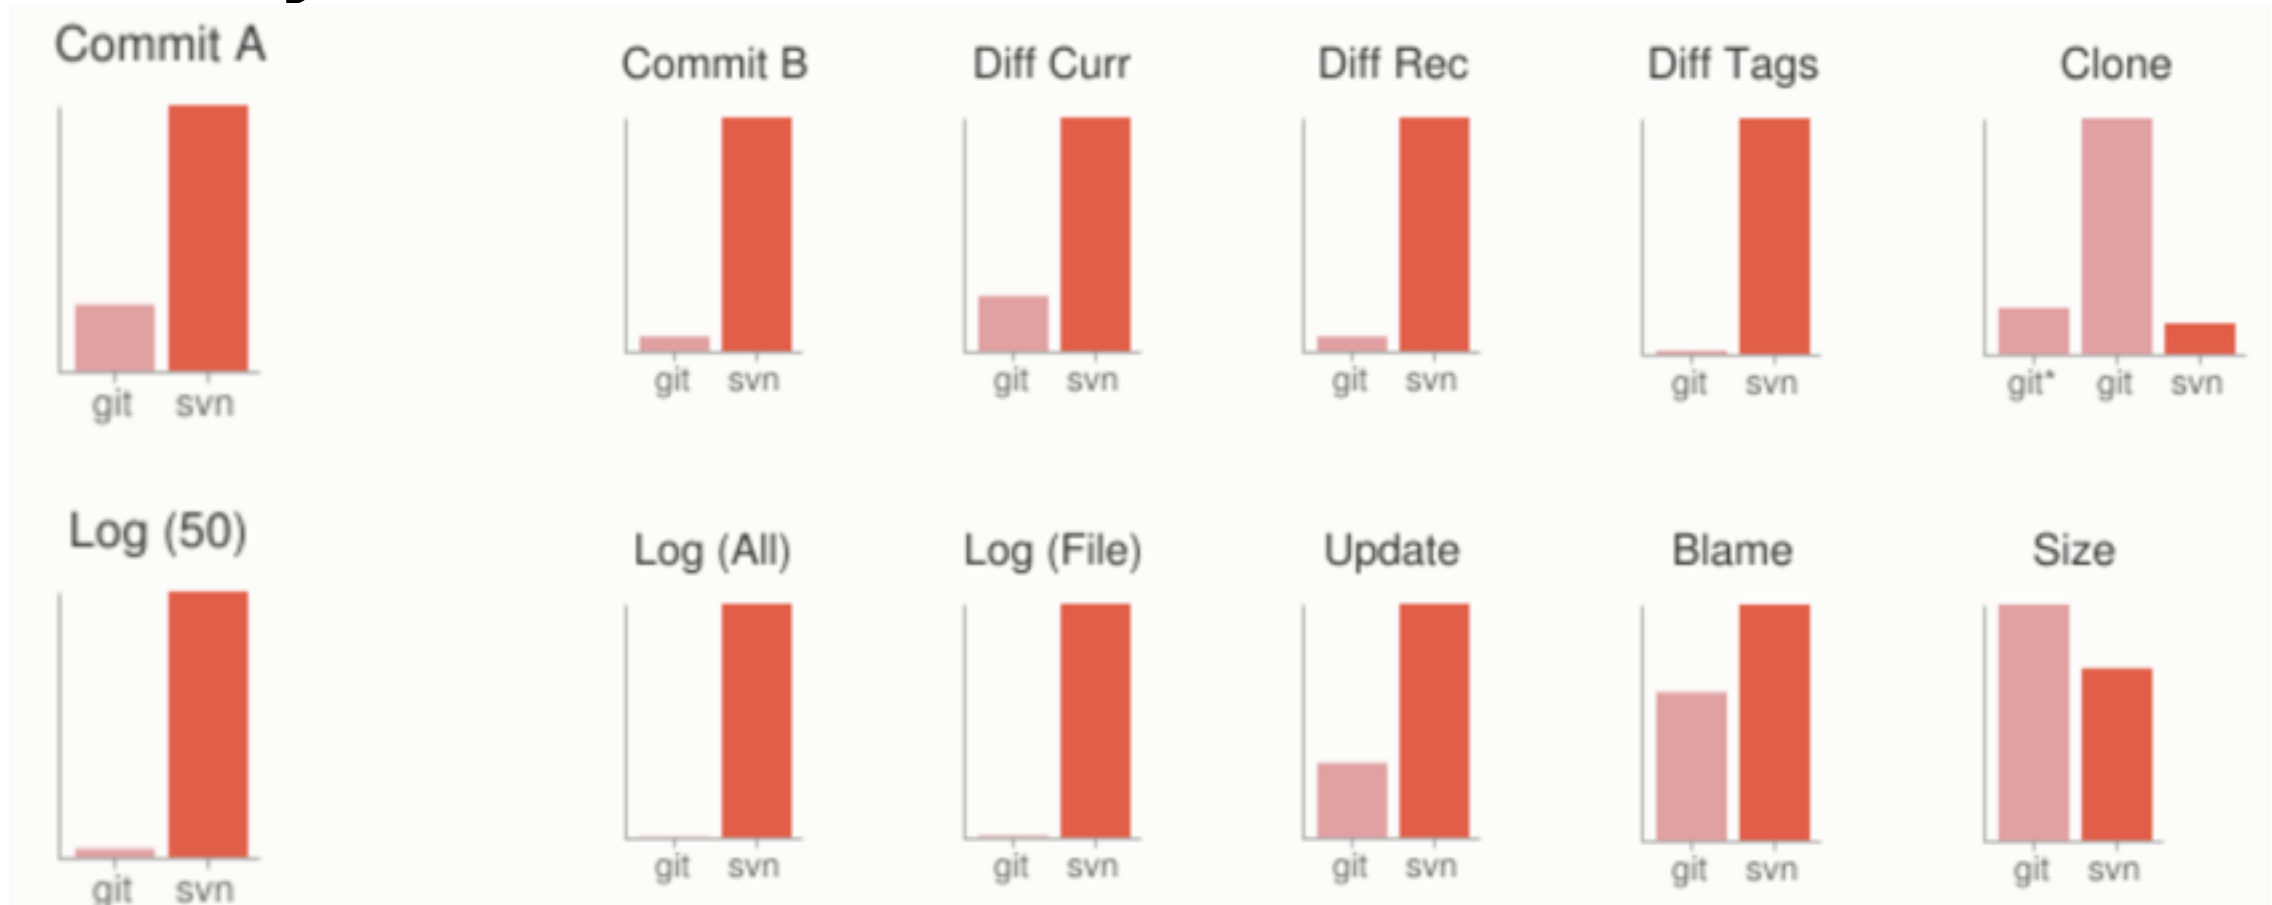 Commit A
Commit B
Diff Curr
Diff Rec
Diff Tags
Clone
git svn
git svn
git svn
git svn
git svn
git* git svn
Log (50)
Log (All)
Log (File)
Update
Blame
Size
git svn
git svn
git svn
git svn
git svn
git svn